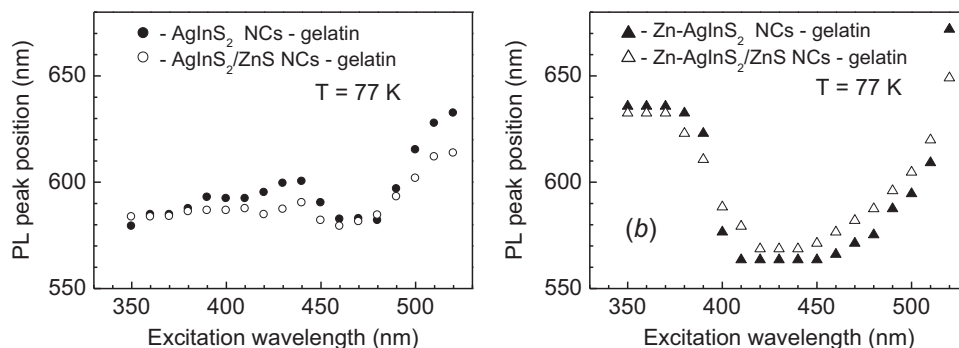 ● - AgInS₂ NCs - gelatin
○ - AgInS₂/ZnS NCs - gelatin
T = 77 K
650
600
550
PL peak position (nm)
350 400 450 500
Excitation wavelength (nm)
▲ - Zn-AgInS₂ NCs - gelatin
△ - Zn-AgInS₂/ZnS NCs - gelatin
T = 77 K
650
600
550
PL peak position (nm)
(b)
350 400 450 500
Excitation wavelength (nm)